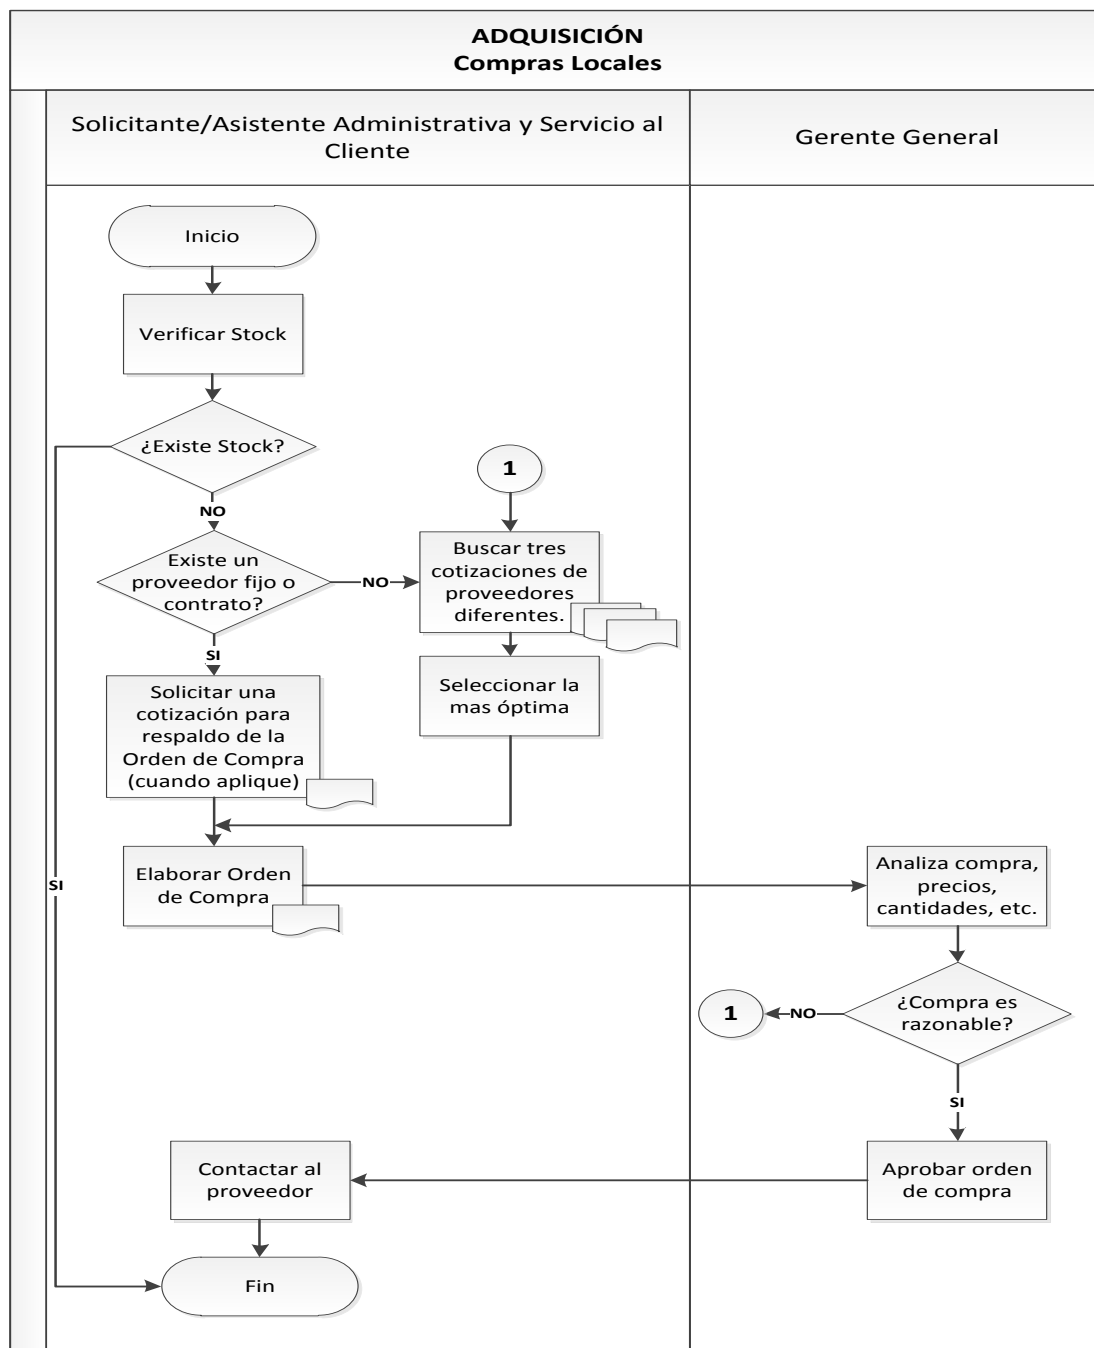 ADQUISICIÓN
Compras Locales
Solicitante/Asistente Administrativa y Servicio al
Cliente
Gerente General
Inicio
Verificar Stock
¿Existe Stock?
NO
1
Existe un
proveedor fijo o
contrato?
NO
Buscar tres
cotizaciones de
proveedores
diferentes.
SI
Solicitar una
cotización para
respaldo de la
Orden de Compra
(cuando aplique)
Seleccionar la
mas óptima
SI
Elaborar Orden
de Compra
Analiza compra,
precios,
cantidades, etc.
¿Compra es
razonable?
NO
1
SI
Aprobar orden
de compra
Contactar al
proveedor
Fin